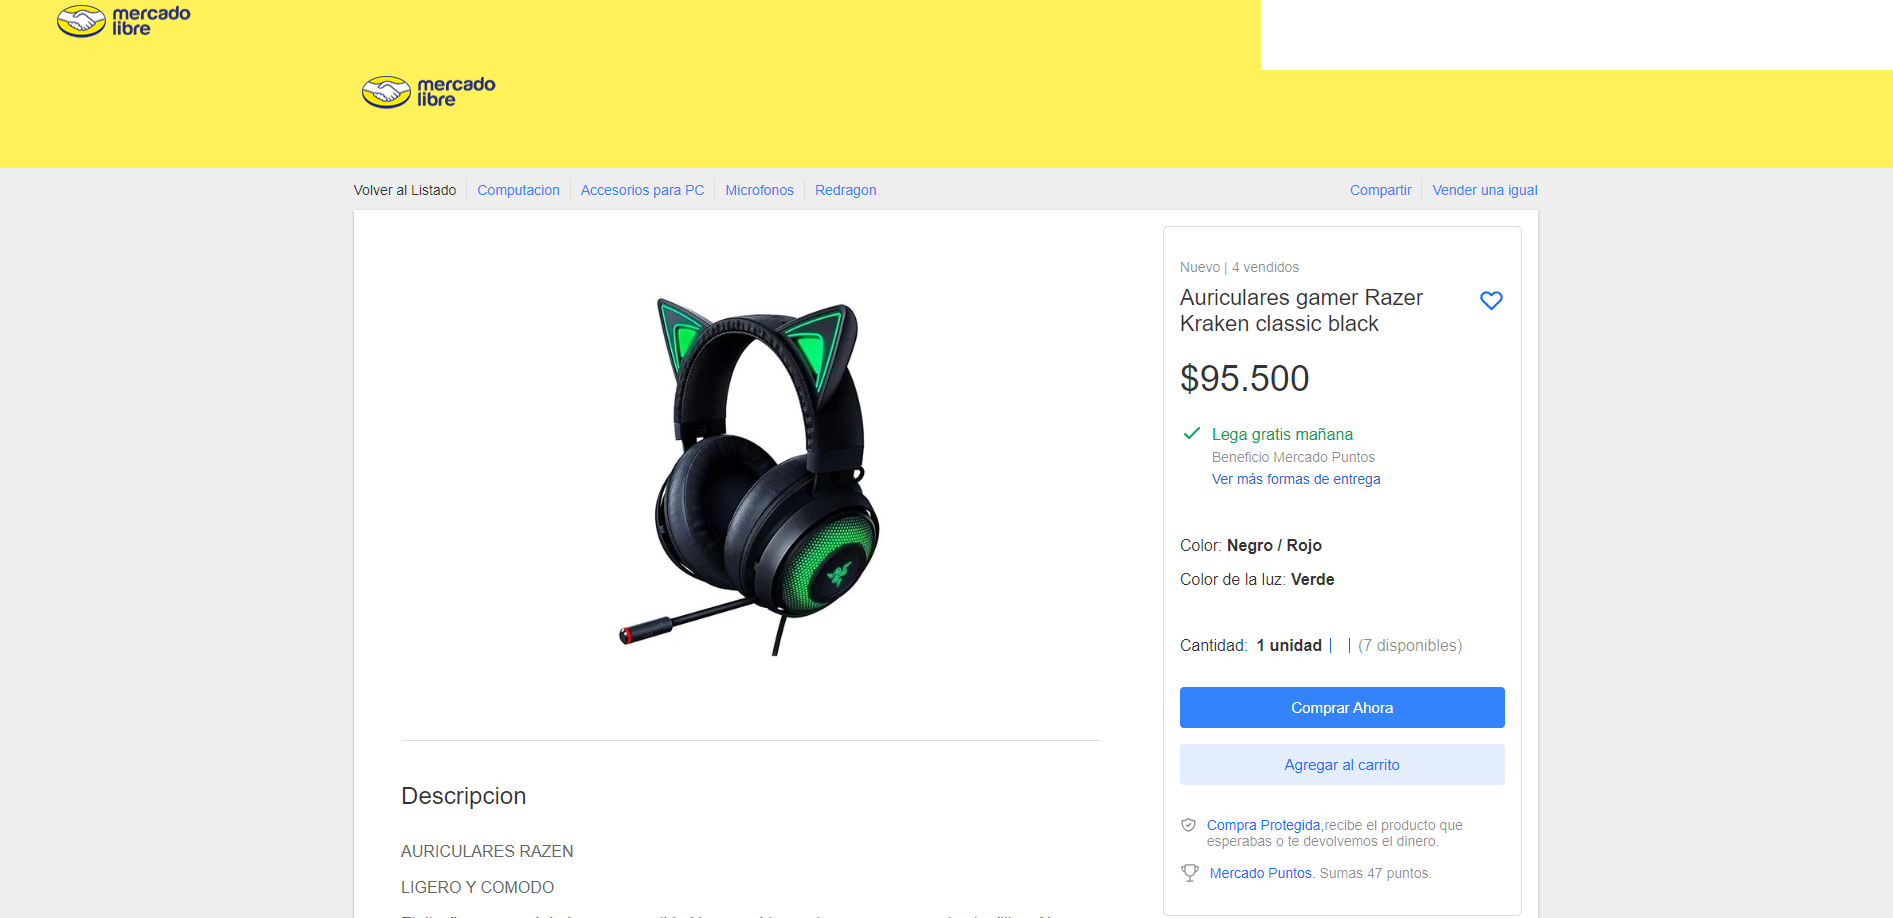 mercado
libre
mercado
libre
Volver al Listado
Computacion
Accesorios para PC
Microfonos
Redragon
Compartir
Vender una igual
Nuevo | 4 vendidos
Auriculares gamer Razer
Kraken classic black
$95.500
Lega gratis mañana
Beneficio Mercado Puntos
Ver más formas de entrega
Color: Negro / Rojo
Color de la luz: Verde
Cantidad: 1 unidad | | (7 disponibles)
Comprar Ahora
Agregar al carrito
Compra Protegida,recibe el producto que
esperabas o te devolvemos el dinero.
Mercado Puntos. Sumas 47 puntos.
Descripcion
AURICULARES RAZEN
LIGERO Y COMODO